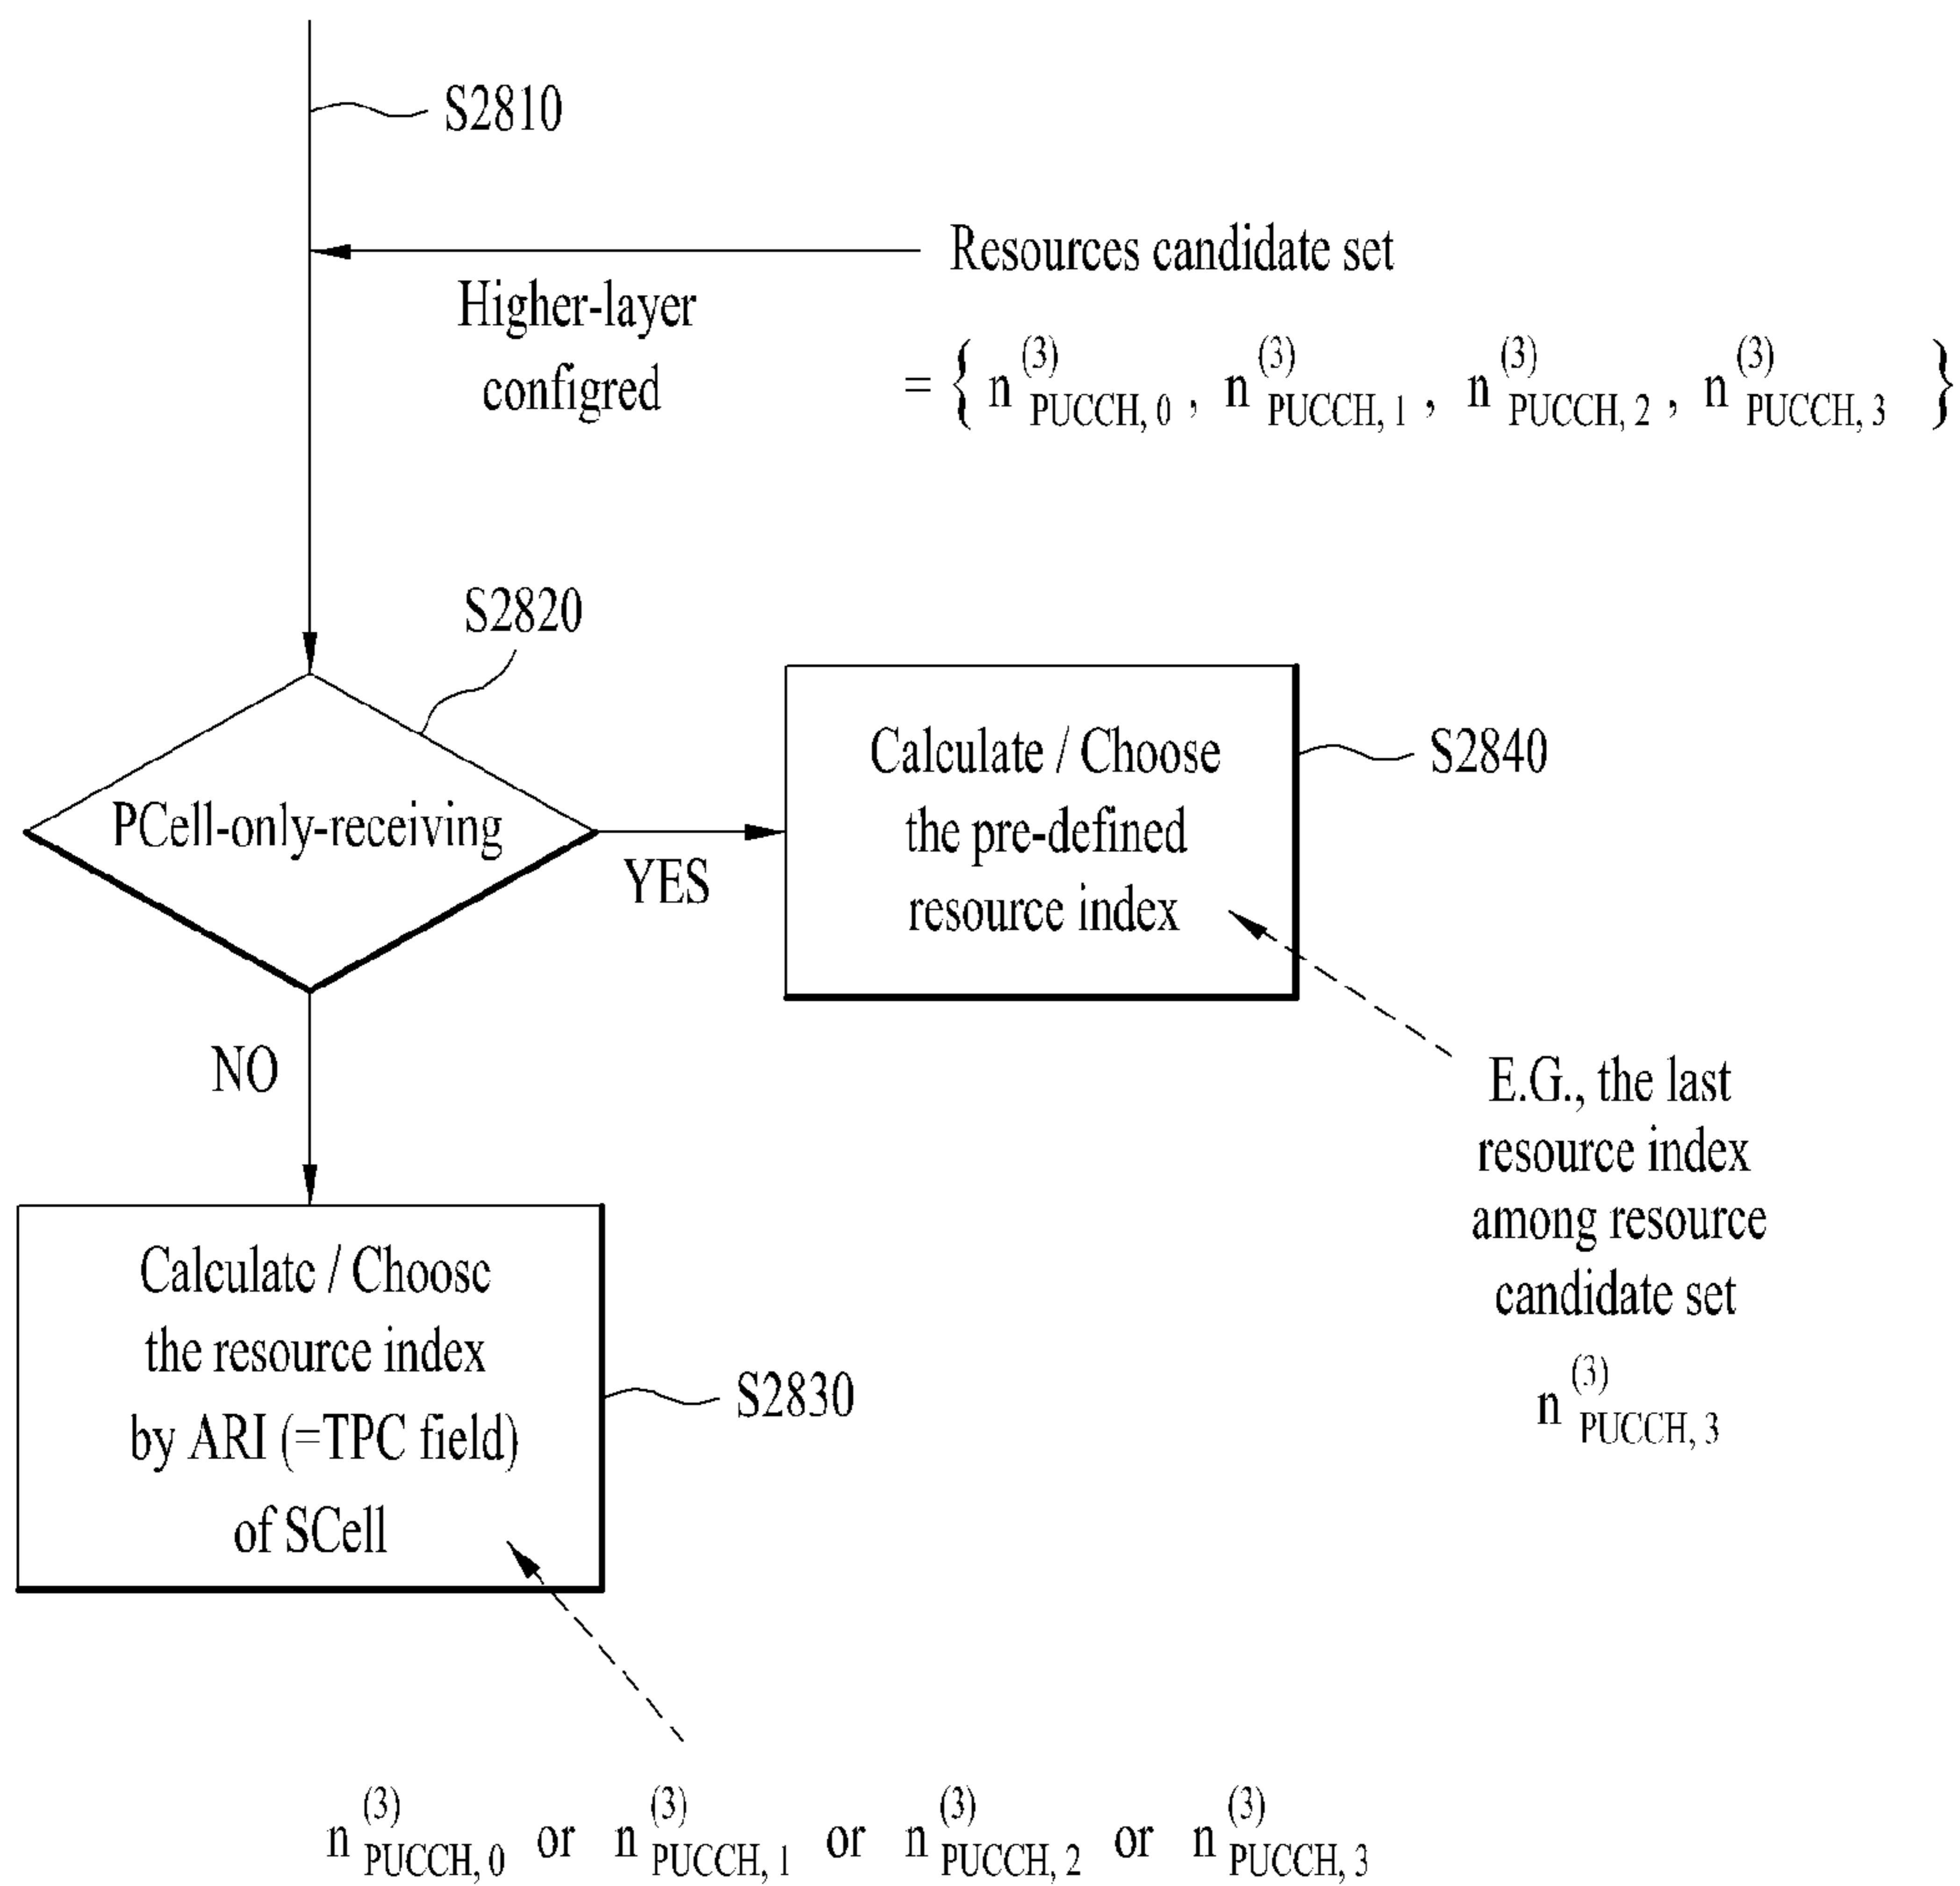 S2810
Resources candidate set
Higher-layer
configred
= { n(3)PUCCH, 0 , n(3)PUCCH, 1 , n(3)PUCCH, 2 , n(3)PUCCH, 3 }
S2820
PCell-only-receiving
YES
NO
Calculate / Choose
the pre-defined
resource index
S2840
E.G., the last
resource index
among resource
candidate set
n(3)PUCCH, 3
Calculate / Choose
the resource index
by ARI (=TPC field)
of SCell
S2830
n(3)PUCCH, 0 or n(3)PUCCH, 1 or n(3)PUCCH, 2 or n(3)PUCCH, 3